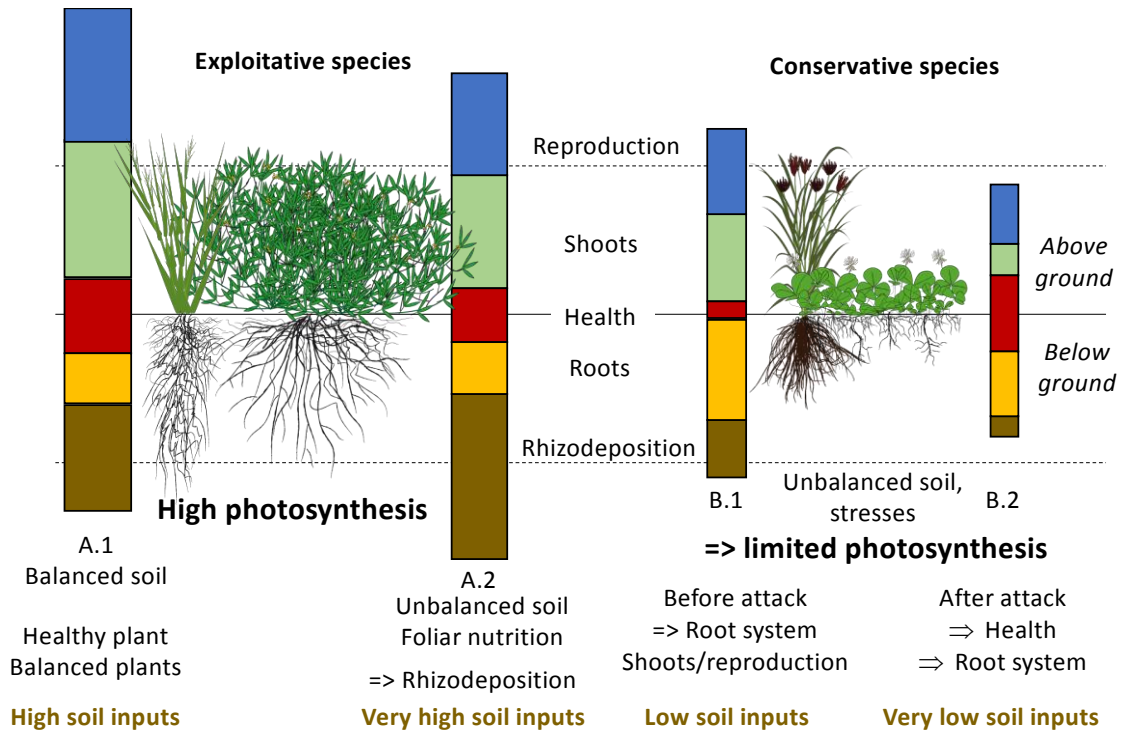 Exploitative species
Conservative species
Reproduction
Shoots
Health
Roots
Rhizodeposition
Above
ground
Below
ground
High photosynthesis
A.1
Balanced soil
Healthy plant
Balanced plants
High soil inputs
A.2
Unbalanced soil
Foliar nutrition
=> Rhizodeposition
Very high soil inputs
B.1
Unbalanced soil,
stresses
B.2
=> limited photosynthesis
Before attack
=> Root system
Shoots/reproduction
Low soil inputs
After attack
⇒ Health
⇒ Root system
Very low soil inputs